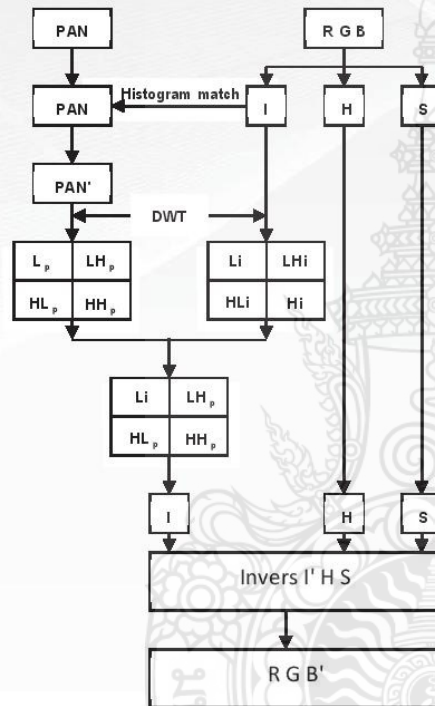 PAN R G B
Histogram match
PAN I H S
PAN'
DWT
Lp LHp Li LHi
HLp HHp HLi Hi
Li LHp
HLp HHp
I H S
Invers I' H S
R G B'